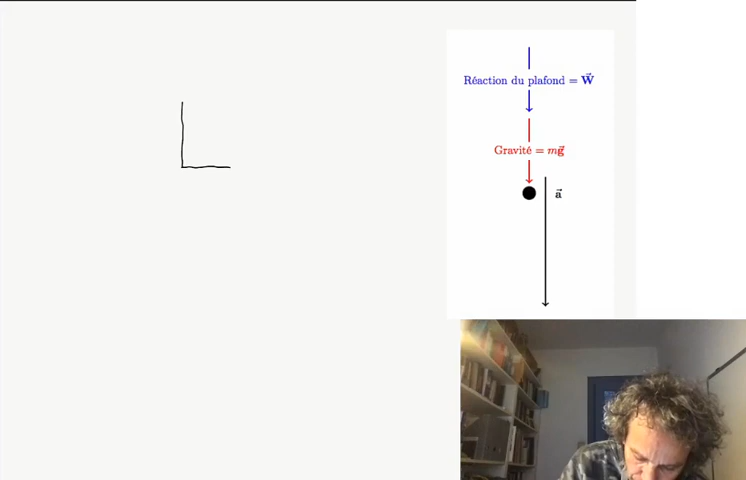 Réaction du plafond = W⃗
Gravité = mg⃗
a⃗